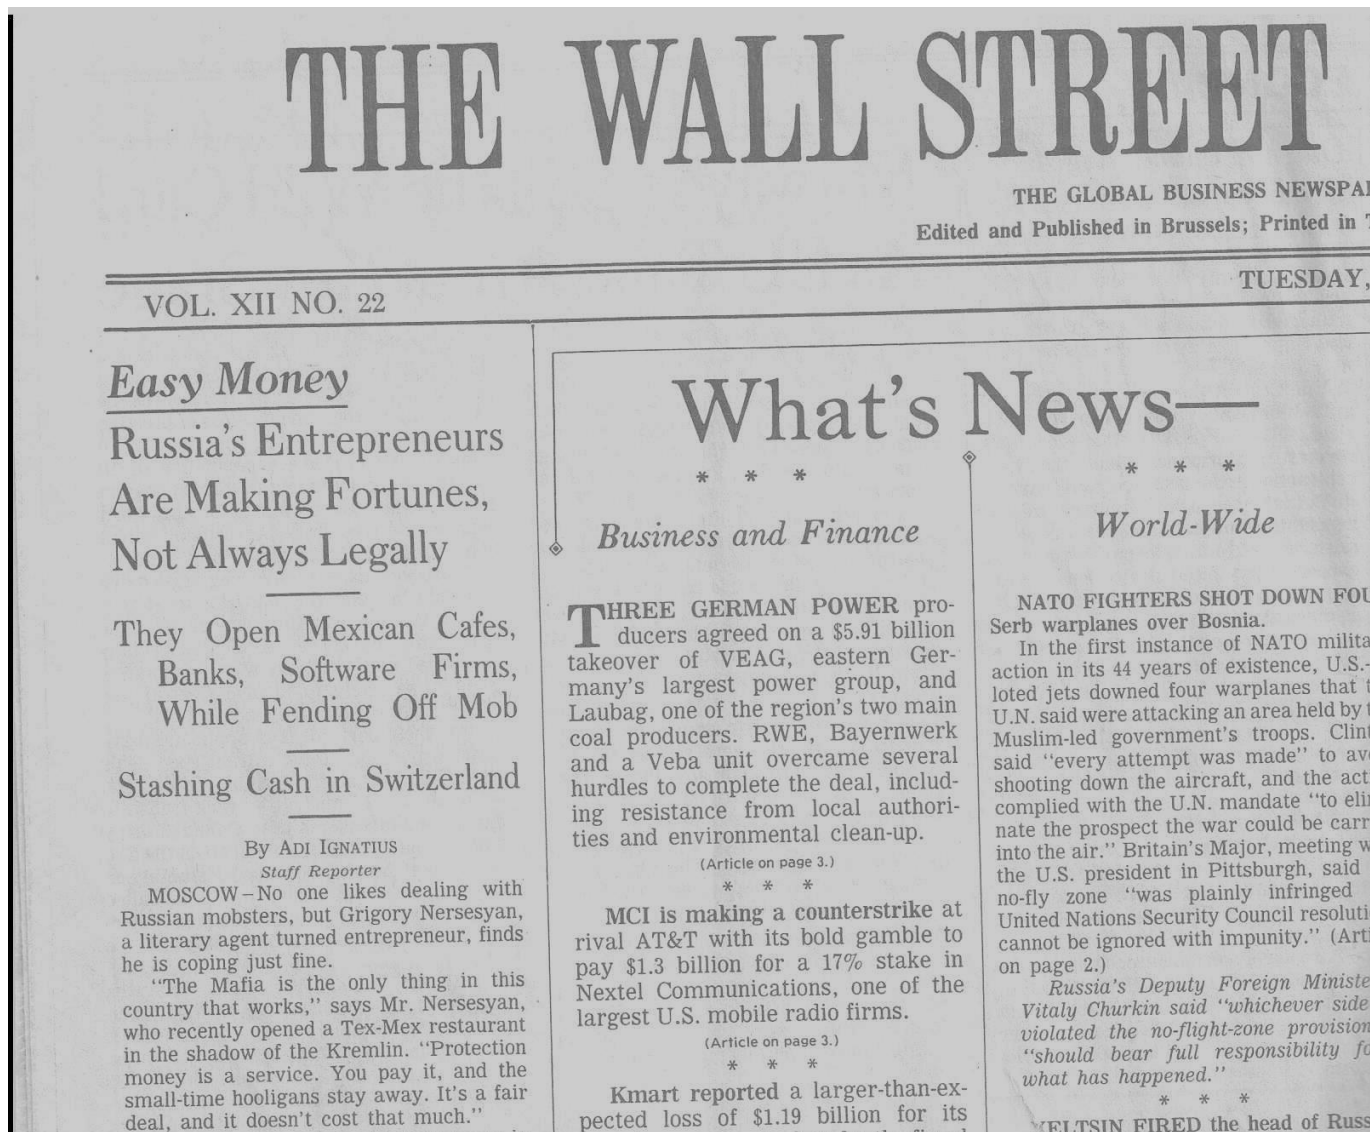 THE WALL STREET
THE GLOBAL BUSINESS
Edited and Published in Brussels; Printed in
VOL. XII NO. 22
TUESDAY,
Easy Money
Russia's Entrepreneurs
Are Making Fortunes,
Not Always Legally
They Open Mexican Cafes,
Banks, Software Firms,
While Fending Off Mob
Stashing Cash in Switzerland
By ADI IGNATIUS
Staff Reporter
MOSCOW–No one likes dealing with
Russian mobsters, but Grigory Nersesyan,
a literary agent turned entrepreneur, finds
he is coping just fine.
"The Mafia is the only thing in this
country that works," says Mr. Nersesyan,
who recently opened a Tex-Mex restaurant
in the shadow of the Kremlin. "Protection
money is a service. You pay it, and the
small-time hooligans stay away. It's a fair
deal, and it doesn't cost that much."
What's News—
* * *
Business and Finance
THREE GERMAN POWER pro-
ducers agreed on a $5.91 billion
takeover of VEAG, eastern Ger-
many's largest power group, and
Laubag, one of the region's two main
coal producers. RWE, Bayernwerk
and a Veba unit overcame several
hurdles to complete the deal, includ-
ing resistance from local authori-
ties and environmental clean-up.
(Article on page 3.)
* * *
MCI is making a counterstrike at
rival AT&T with its bold gamble to
pay $1.3 billion for a 17% stake in
Nextel Communications, one of the
largest U.S. mobile radio firms.
(Article on page 3.)
* * *
Kmart reported a larger-than-ex-
pected loss of $1.19 billion for its
* * *
World-Wide
NATO FIGHTERS SHOT DOWN
Serb warplanes over Bosnia.
In the first instance of NATO
action in its 44 years of existence, U.S.-
loted jets downed four warplanes that
U.N. said were attacking an area held by
Muslim-led government's troops.
said "every attempt was made" to
shooting down the aircraft, and the
complied with the U.N. mandate "to
nate the prospect the war could be
into the air." Britain's Major, meeting
the U.S. president in Pittsburgh, said
no-fly zone "was plainly infringed
United Nations Security Council
cannot be ignored with impunity."
on page 2.)
Russia's Deputy Foreign
Vitaly Churkin said "whichever side
violated the no-flight-zone
"should bear full responsibility
what has happened."
* * *
YELTSIN FIRED the head of